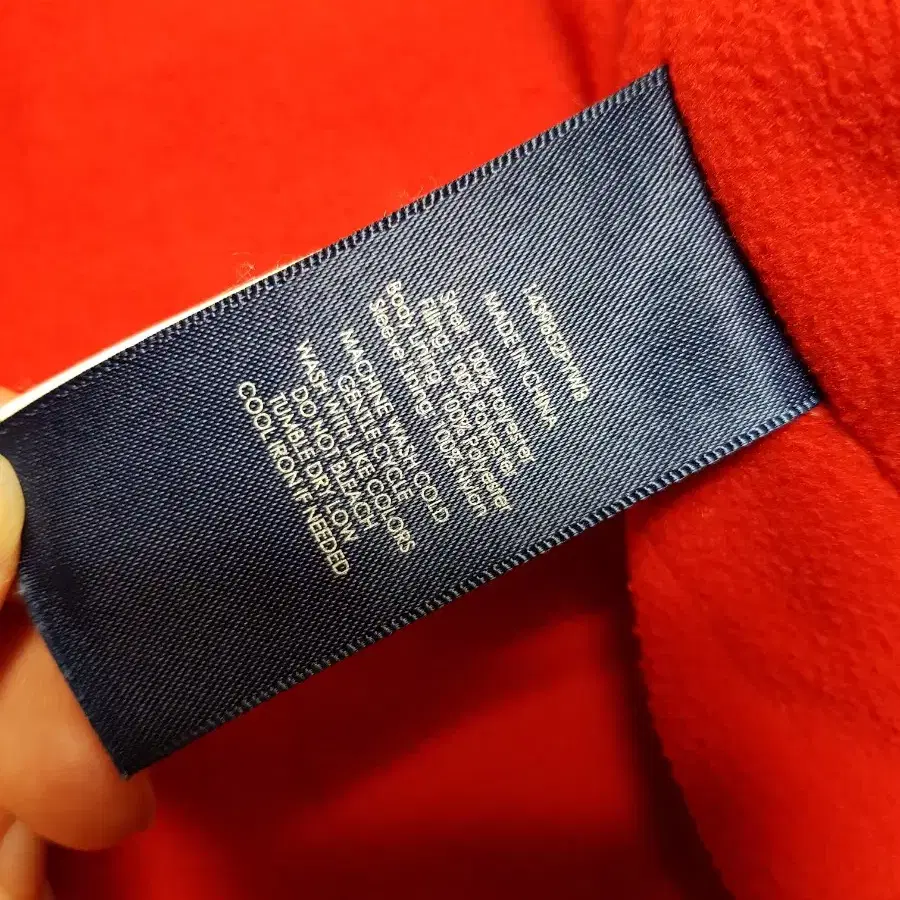 MADE IN CHINA
Shell 100% Polyester
Filling 100% Polyester
Body Lining 100% Polyester
Sleeve Lining 100% Nylon
MACHINE WASH COLD
GENTLE CYCLE
WASH WITH LIKE COLORS
DO NOT BLEACH
TUMBLE DRY LOW
COOL IRON IF NEEDED